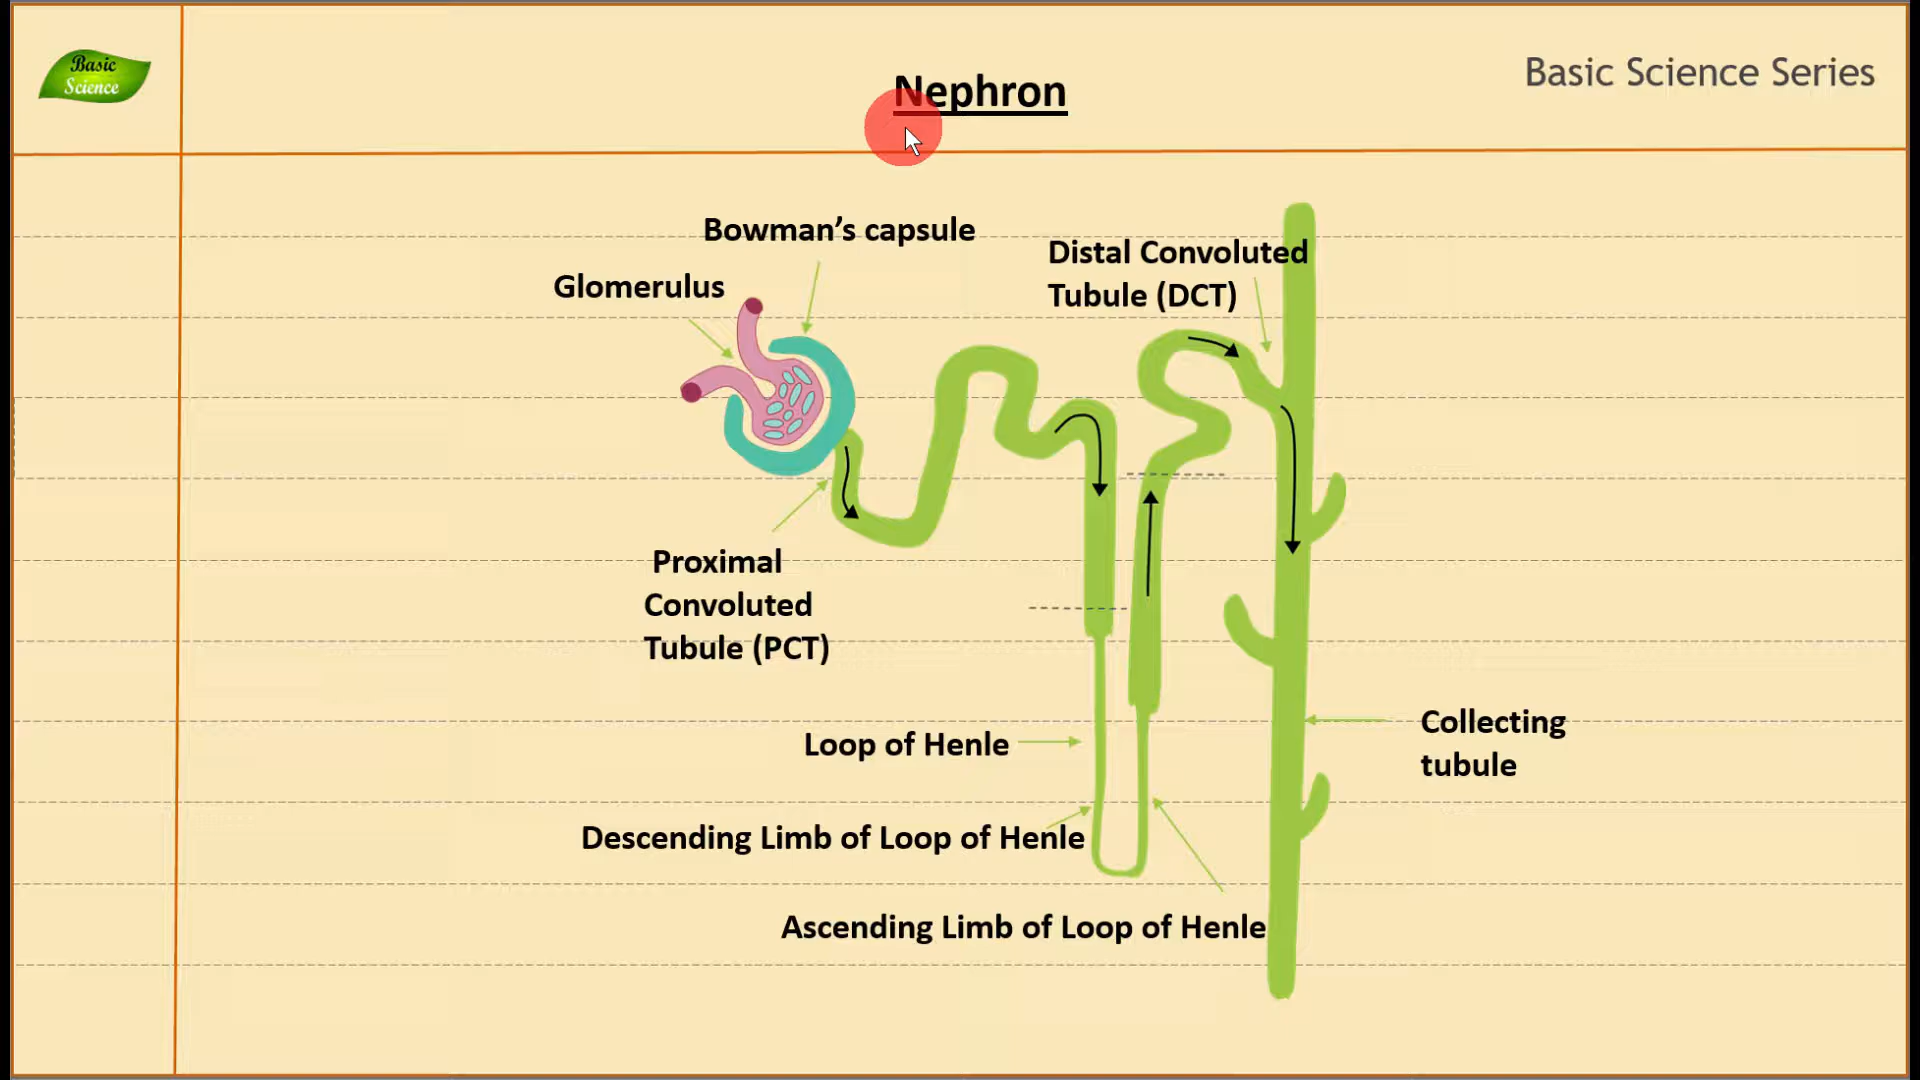 Basic
Science
Nephron
Basic Science Series
Bowman's capsule
Glomerulus
Distal Convoluted
Tubule (DCT)
Proximal
Convoluted
Tubule (PCT)
Loop of Henle
Collecting
tubule
Descending Limb of Loop of Henle
Ascending Limb of Loop of Henle